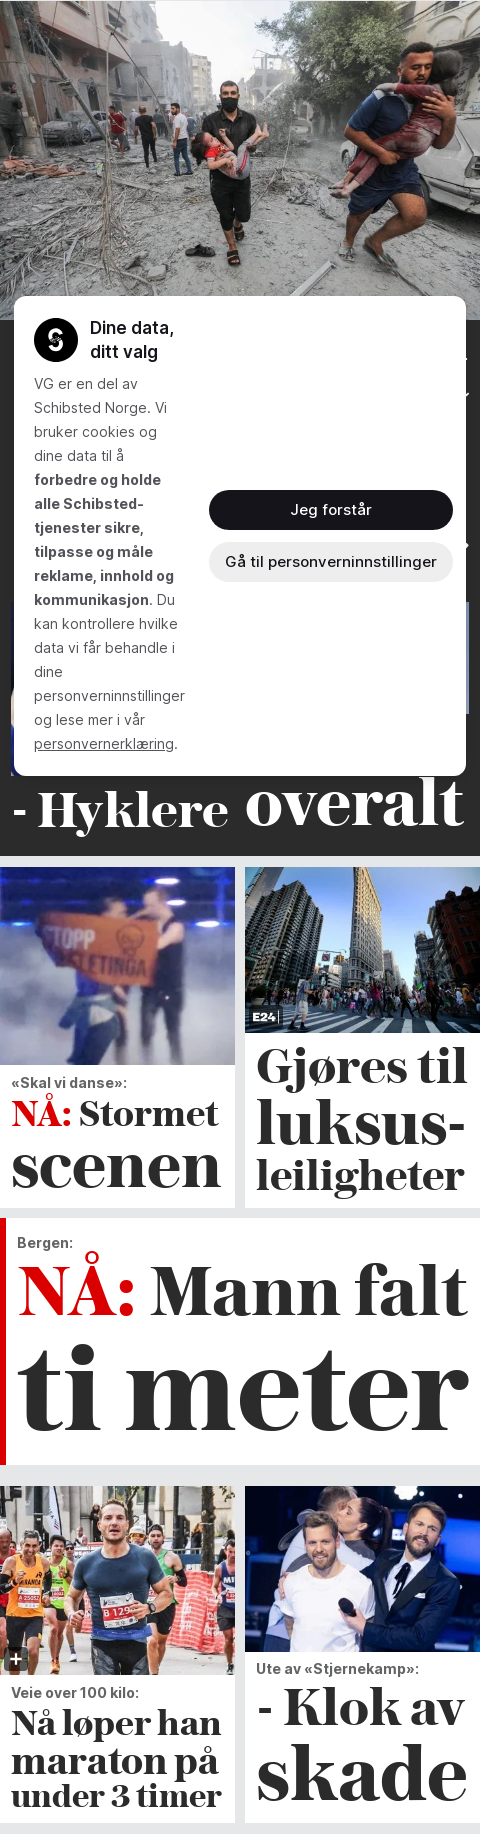 Dine data,
ditt valg
VG er en del av
Schibsted Norge. Vi
bruker cookies og
dine data til å
forbedre og holde
alle Schibsted-
tjenester sikre,
tilpasse og måle
reklame, innhold og
kommunikasjon. Du
kan kontrollere hvilke
data vi får behandle i
dine
personverninnstillinger
og lese mer i vår
personvernerklæring.
Jeg forstår
Gå til personverninnstillinger
- Hyklere overalt
STOPP
SLETINGA
«Skal vi danse»:
NÅ: Stormet
scenen
E24
Gjøres til
luksus-
leiligheter
Bergen:
NÅ: Mann falt
ti meter
Veie over 100 kilo:
Nå løper han
maraton på
under 3 timer
Ute av «Stjernekamp»:
- Klok av
skade